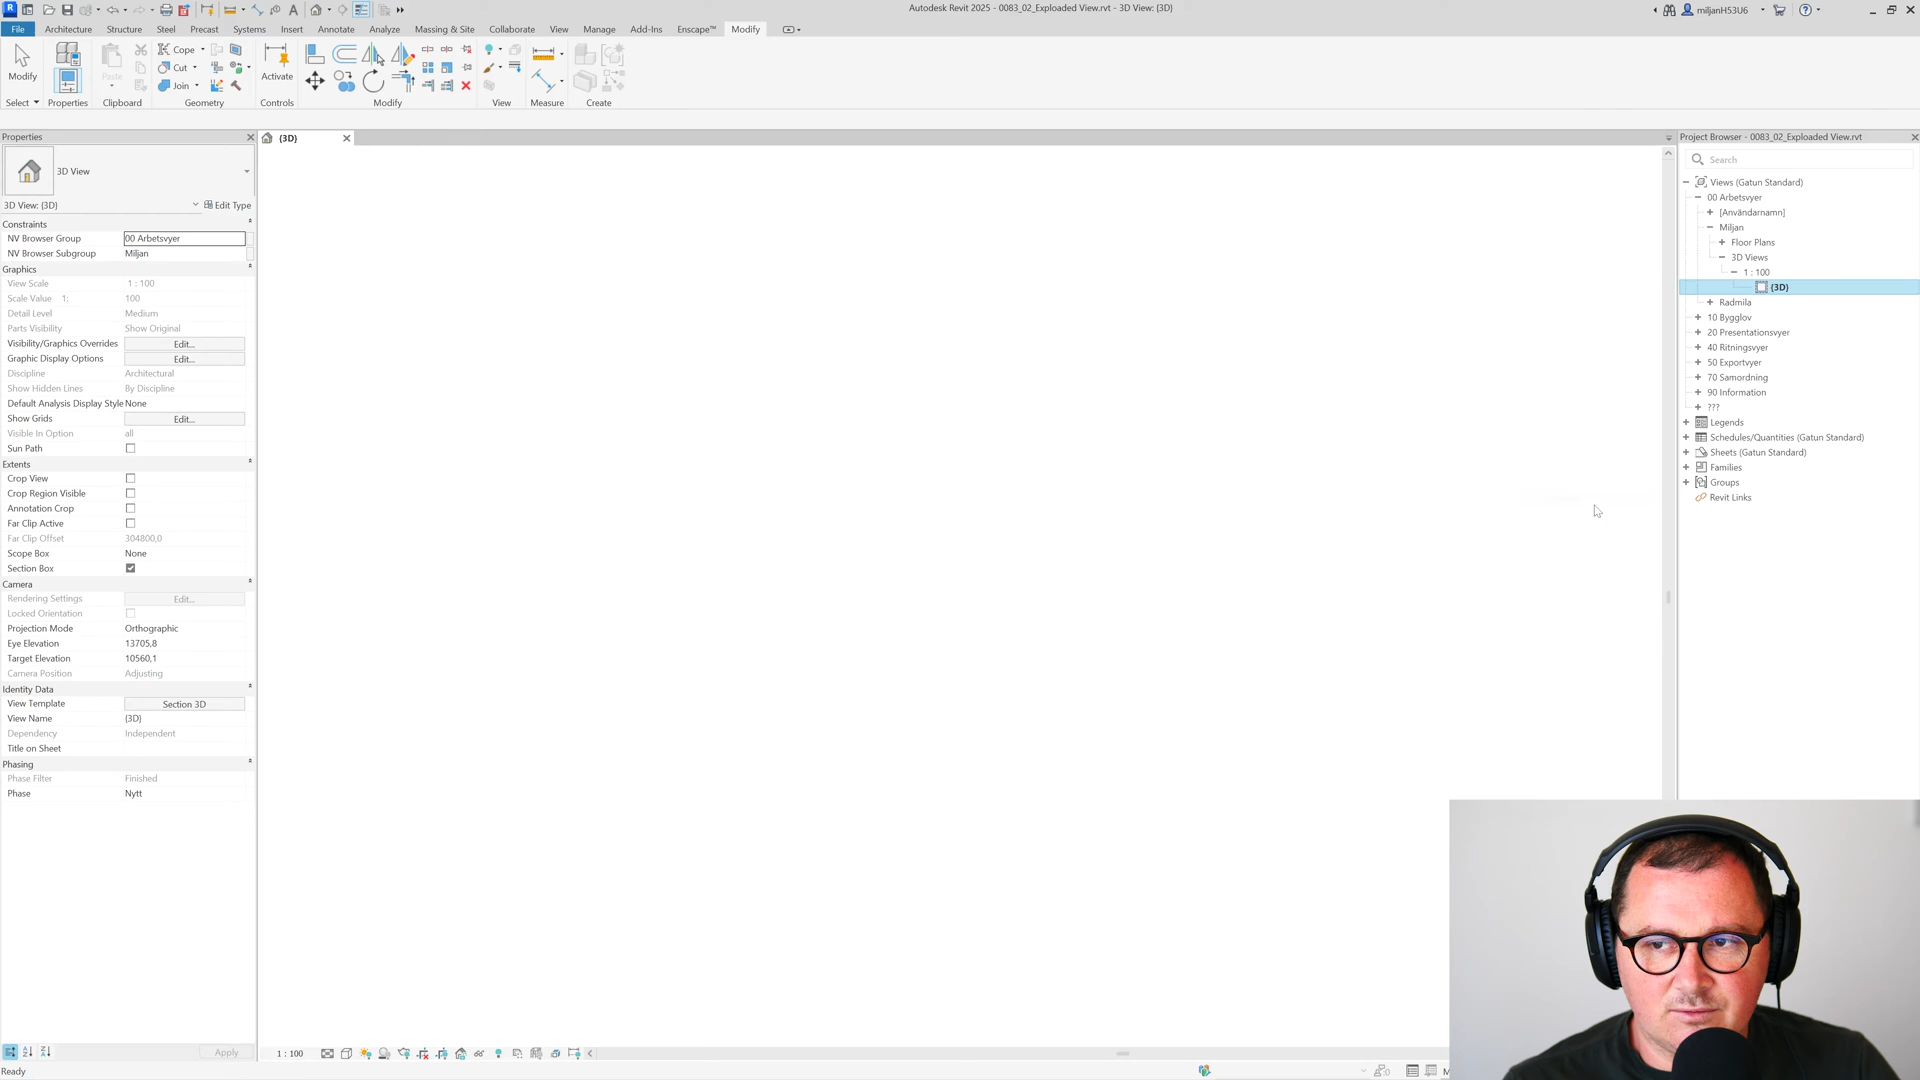 Autodesk Revit 2025 - 0083_02_Exploaded View.rvt - 3D View: {3D}
miljanH53U6
File Architecture Structure Steel Precast Systems Insert Annotate Analyze Massing & Site Collaborate View Manage Add-Ins Enscape™ Modify
Modify Paste Cope Cut Join Activate
Select Properties Clipboard Geometry Controls Modify View Measure Create
Properties
{3D}
Project Browser - 0083_02_Exploaded View.rvt
3D View
Search
3D View: {3D} Edit Type
Constraints
NV Browser Group 00 Arbetsvyer
NV Browser Subgroup Miljan
Graphics
View Scale 1 : 100
Scale Value 1: 100
Detail Level Medium
Parts Visibility Show Original
Visibility/Graphics Overrides Edit...
Graphic Display Options Edit...
Discipline Architectural
Show Hidden Lines By Discipline
Default Analysis Display Style None
Show Grids Edit...
Visible In Option all
Sun Path
Extents
Crop View
Crop Region Visible
Annotation Crop
Far Clip Active
Far Clip Offset 304800,0
Scope Box None
Section Box
Camera
Rendering Settings Edit...
Locked Orientation
Projection Mode Orthographic
Eye Elevation 13705,8
Target Elevation 10560,1
Camera Position Adjusting
Identity Data
View Template Section 3D
View Name {3D}
Dependency Independent
Title on Sheet
Phasing
Phase Filter Finished
Phase Nytt
Apply
Views (Gatun Standard)
00 Arbetsvyer
[Användarnamn]
Miljan
Floor Plans
3D Views
1 : 100
{3D}
Radmila
10 Bygglov
20 Presentationsvyer
40 Ritningsvyer
50 Exportvyer
70 Samordning
90 Information
???
Legends
Schedules/Quantities (Gatun Standard)
Sheets (Gatun Standard)
Families
Groups
Revit Links
1 : 100
Ready
:0